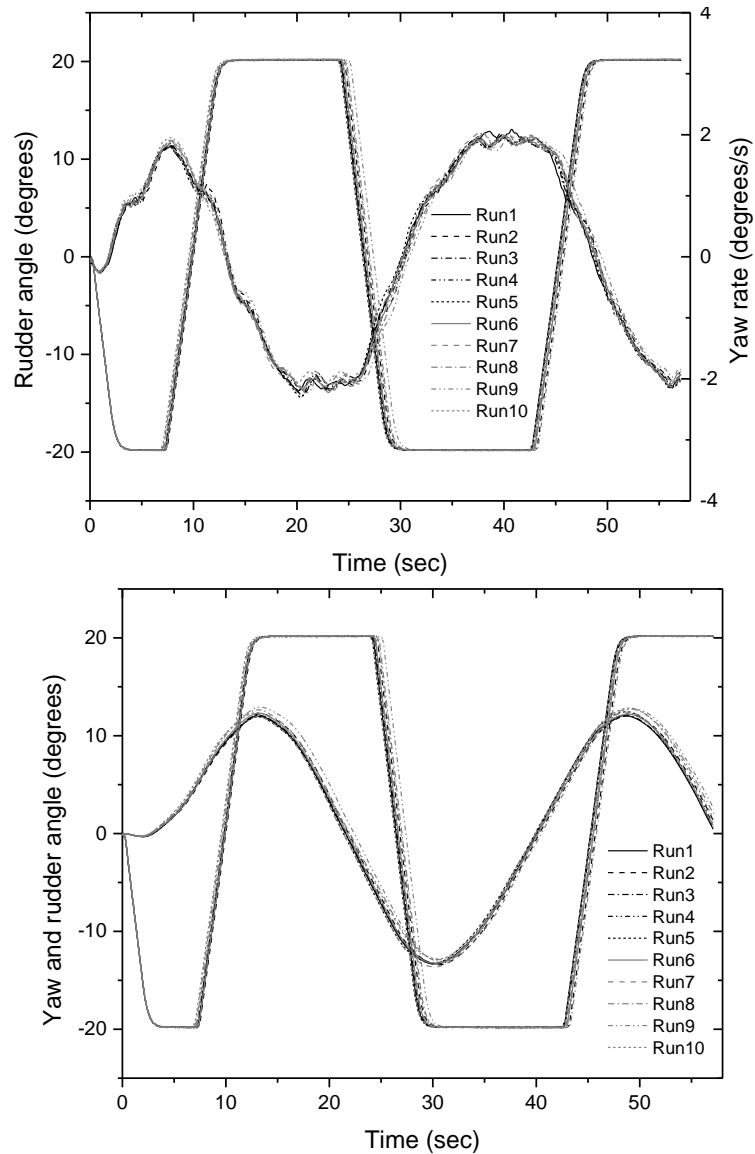 4
20
2
10
Rudder angle (degrees)
0
0
Yaw rate (degrees/s)
Run1
Run2
Run3
Run4
Run5
Run6
Run7
Run8
Run9
Run10
-10
-2
-20
-4
0
10
20
30
40
50
Time (sec)
20
10
Yaw and rudder angle (degrees)
0
Run1
Run2
Run3
Run4
Run5
Run6
Run7
Run8
Run9
Run10
-10
-20
0
10
20
30
40
50
Time (sec)